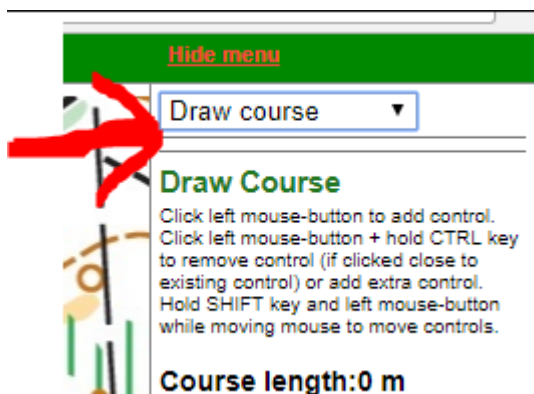 Hide menu
Draw course
Draw Course
Click left mouse-button to add control.
Click left mouse-button + hold CTRL key
to remove control (if clicked close to
existing control) or add extra control.
Hold SHIFT key and left mouse-button
while moving mouse to move controls.
Course length:0 m